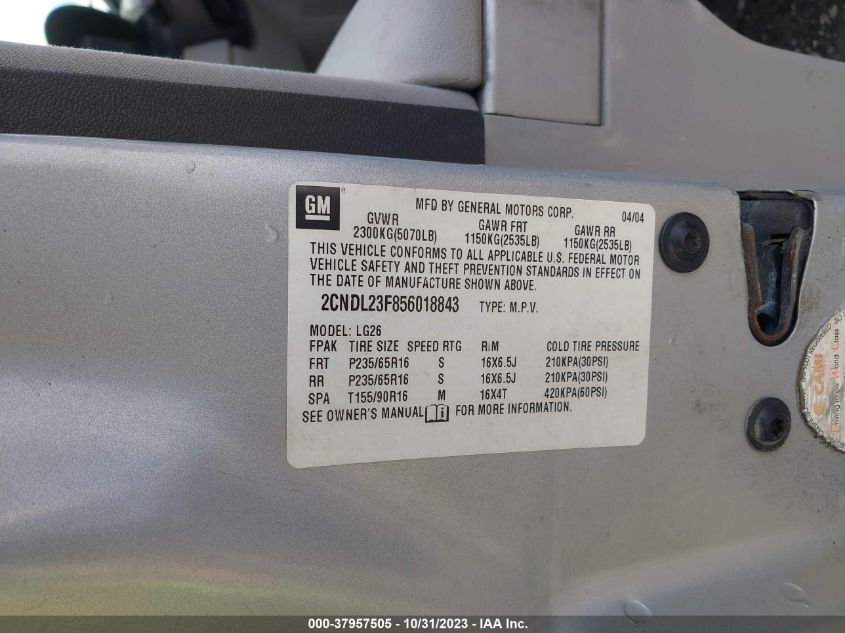 GM
MFD BY GENERAL MOTORS CORP. 04/04
GVWR GAWR FRT GAWR RR
2300KG(5070LB) 1150KG(2535LB) 1150KG(2535LB)
THIS VEHICLE CONFORMS TO ALL APPLICABLE U.S. FEDERAL MOTOR
VEHICLE SAFETY AND THEFT PREVENTION STANDARDS IN EFFECT ON
THE DATE OF MANUFACTURE SHOWN ABOVE.
2CNDL23F856018843 TYPE: M.P.V.
MODEL: LG26
FPAK TIRE SIZE SPEED RTG RIM COLD TIRE PRESSURE
FRT P235/65R16 S 16X6.5J 210KPA(30PSI)
RR P235/65R16 S 16X6.5J 210KPA(30PSI)
SPA T155/90R16 M 16X4T 420KPA(60PSI)
SEE OWNER'S MANUAL FOR MORE INFORMATION.
CAMI
000-37957505 - 10/31/2023 - IAA Inc.